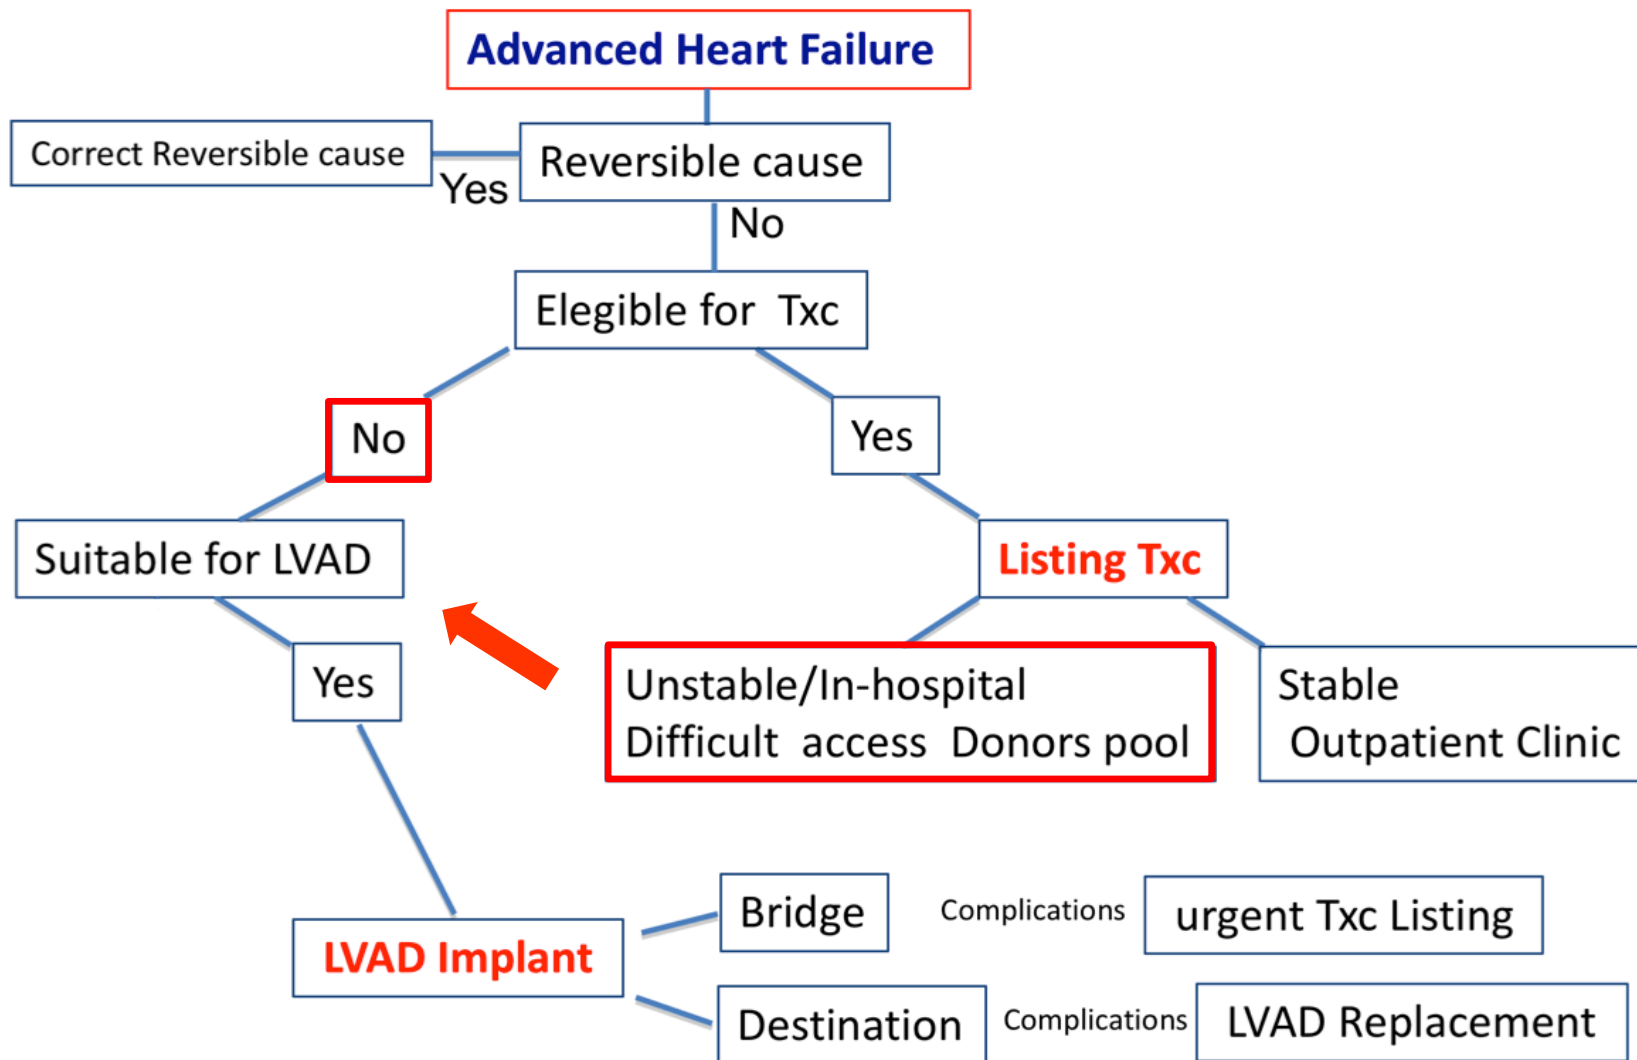 Advanced Heart Failure
Correct Reversible cause
Reversible cause
Yes
No
Elegible for Txc
No
Yes
Suitable for LVAD
Listing Txc
Yes
Unstable/In-hospital
Difficult access Donors pool
Stable
Outpatient Clinic
Bridge
Complications
urgent Txc Listing
LVAD Implant
Destination
Complications
LVAD Replacement